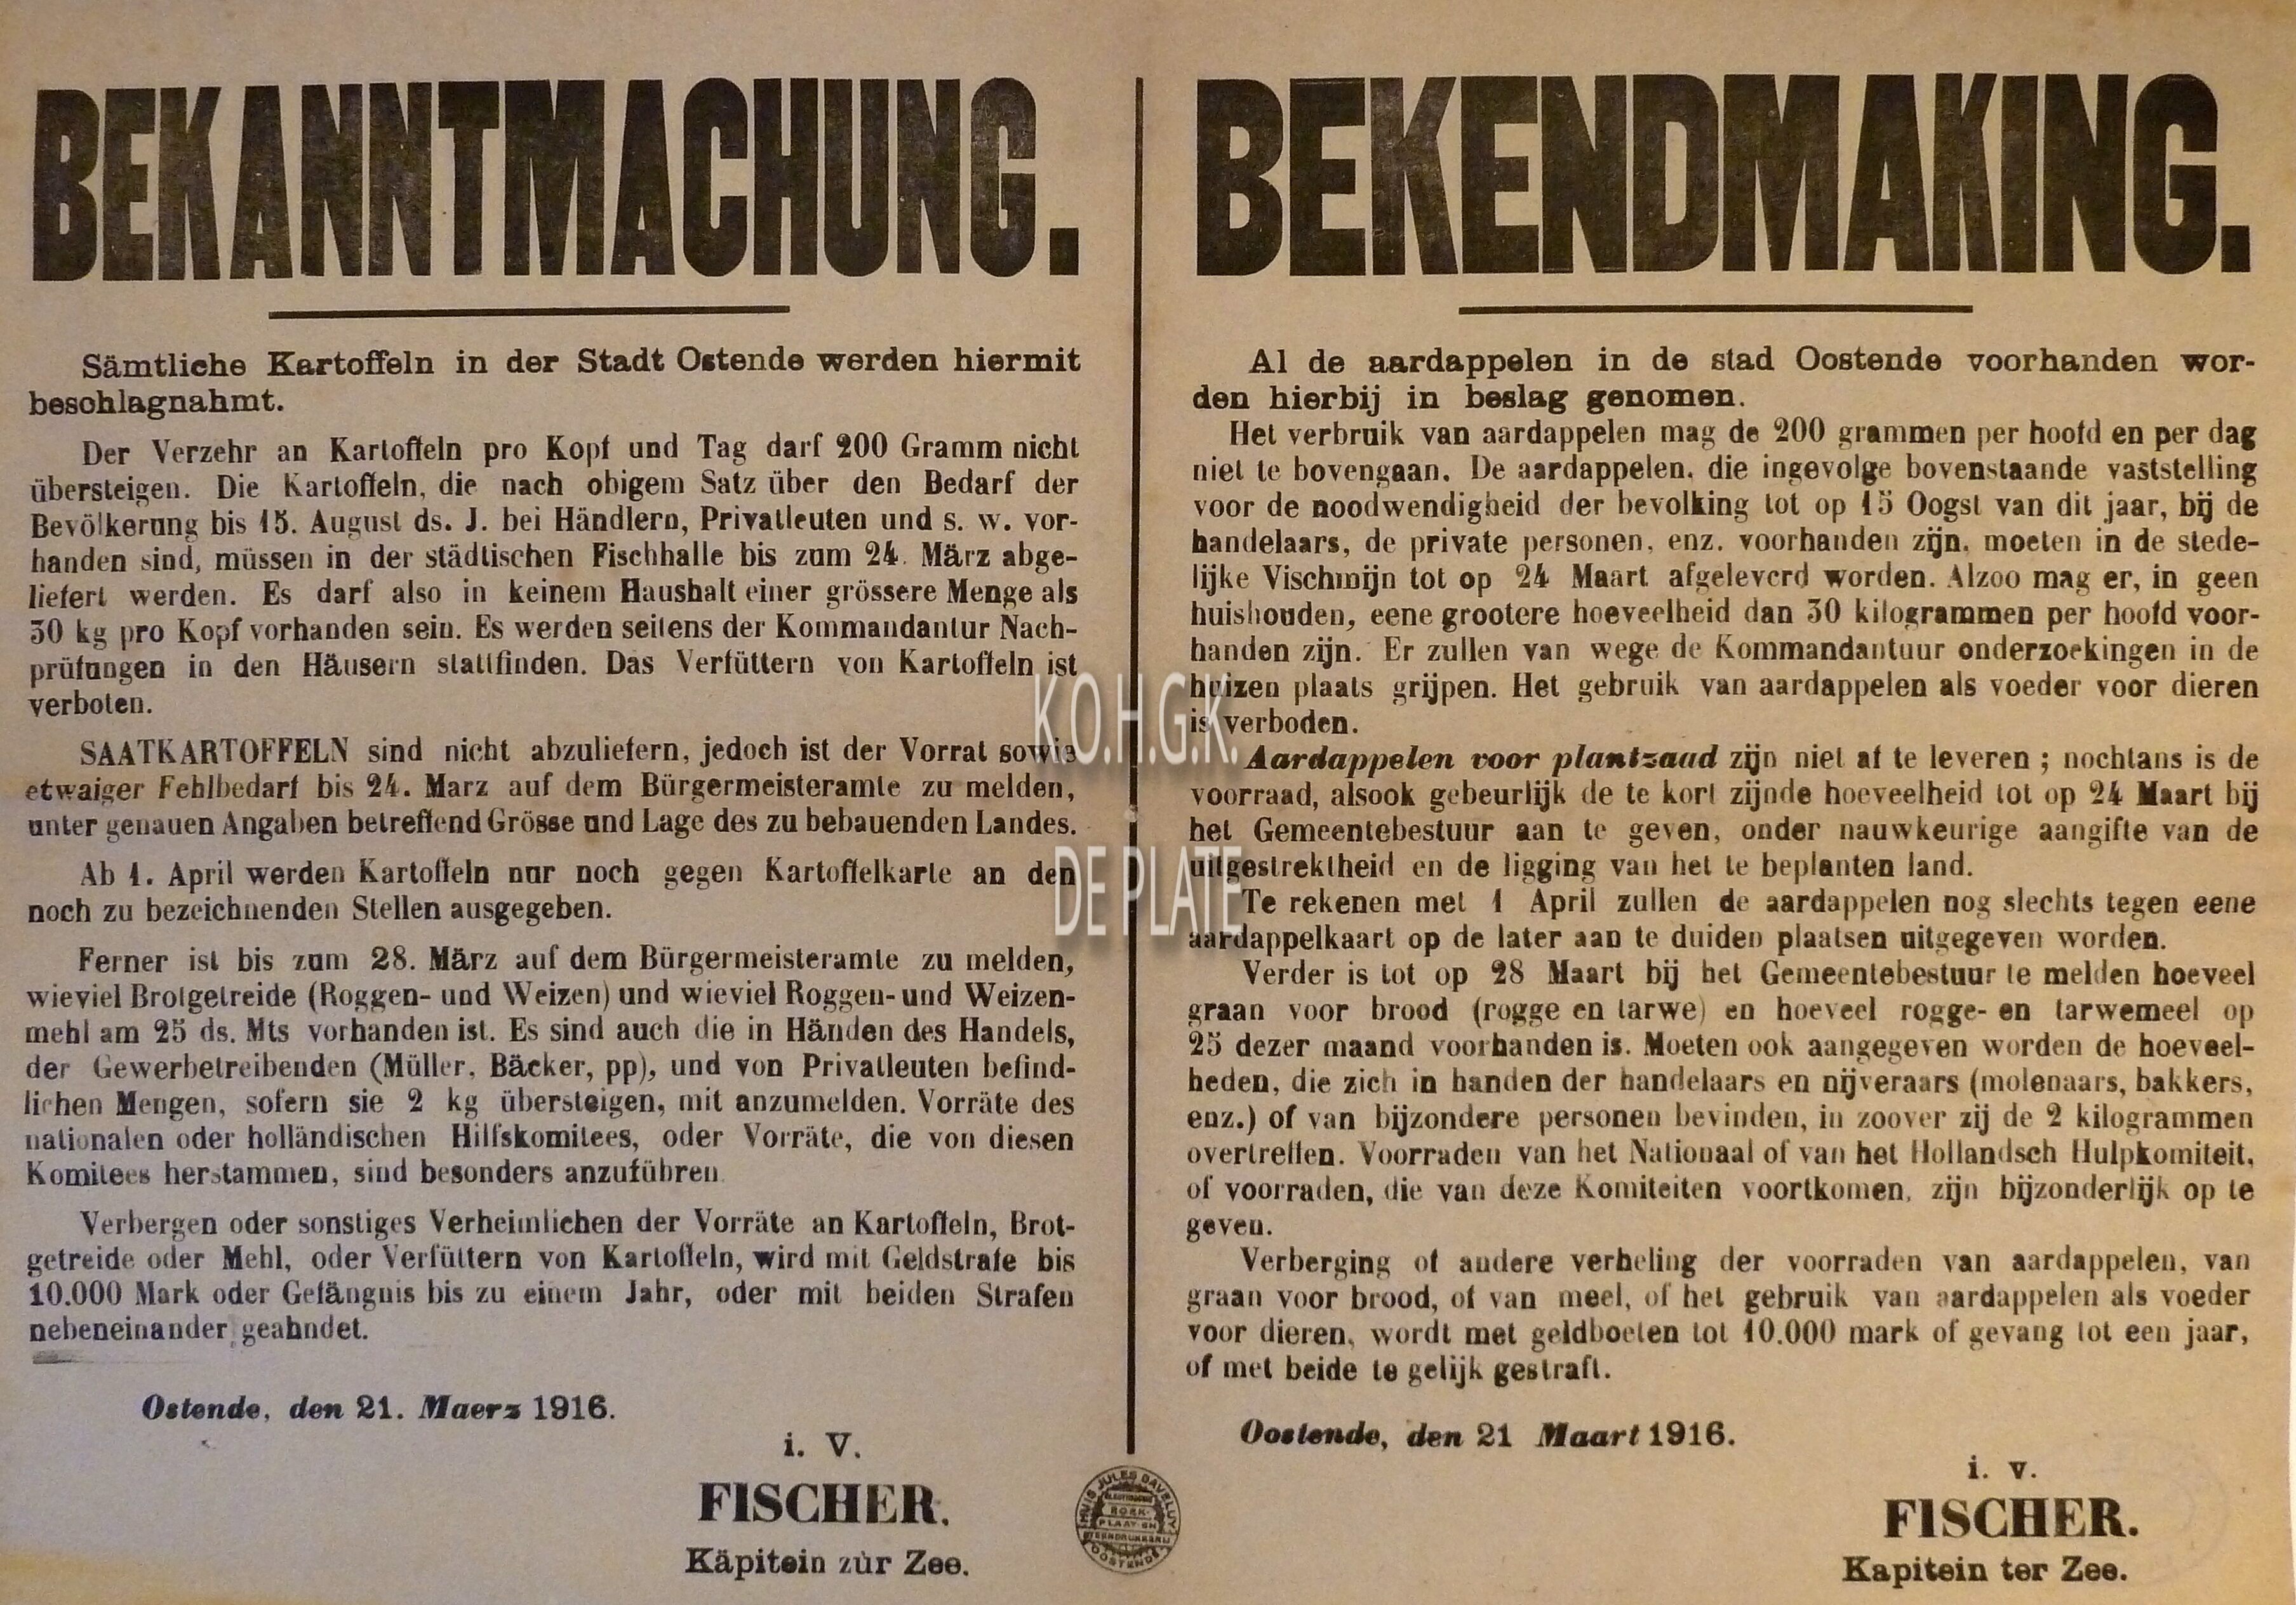 BEKANNTMACHUNG.
Sämtliche Kartoffeln in der Stadt Ostende werden hiermit
beschlagnahmt.
Der Verzehr an Kartoffeln pro Kopf und Tag darf 200 Gramm nicht
übersteigen. Die Kartoffeln, die nach obigem Satz über den Bedarf der
Bevölkerung bis 15. August ds. J. bei Händlern, Privatleuten und s. w. vor-
handen sind, müssen in der städtischen Fischhalle bis zum 24. März abge-
liefert werden. Es darf also in keinem Haushalt einer grössere Menge als
30 kg pro Kopf vorhanden sein. Es werden seitens der Kommandantur Nach-
prüfungen in den Häusern stattfinden. Das Verfüttern von Kartoffeln ist
verboten.
SAATKARTOFFELN sind nicht abzuliefern, jedoch ist der Vorrat sowie
etwaiger Fehlbedarf bis 24. Marz auf dem Bürgermeisteramte zu melden,
unter genauen Angaben betreffend Grösse und Lage des zu bebauenden Landes.
Ab 1. April werden Kartoffeln nur noch gegen Kartoffelkarte an den
noch zu bezeichnenden Stellen ausgegeben.
Ferner ist bis zum 28. März auf dem Bürgermeisteramte zu melden,
wieviel Brotgetreide (Roggen- und Weizen) und wieviel Roggen- und Weizen-
mehl am 25 ds. Mts vorhanden ist. Es sind auch die in Händen des Handels,
der Gewerbetreibenden (Müller, Bäcker, pp), und von Privatleuten befind-
lichen Mengen, sofern sie 2 kg übersteigen, mit anzumelden. Vorräte des
nationalen oder holländischen Hilfskomitees, oder Vorräte, die von diesen
Komitees herstammen, sind besonders anzuführen
Verbergen oder sonstiges Verheimlichen der Vorräte an Kartoffeln, Brot-
getreide oder Mehl, oder Verfüttern von Kartoffeln, wird mit Geldstrafe bis
10.000 Mark oder Gefängnis bis zu einem Jahr, oder mit beiden Strafen
nebeneinander geahndet.
Ostende, den 21. Maerz 1916.
i. V.
FISCHER.
Käpitein zùr Zee.
BEKENDMAKING.
Al de aardappelen in de stad Oostende voorhanden wor-
den hierbij in beslag genomen.
Het verbruik van aardappelen mag de 200 grammen per hoofd en per dag
niet te bovengaan. De aardappelen, die ingevolge bovenstaande vaststelling
voor de noodwendigheid der bevolking tot op 15 Oogst van dit jaar, bij de
handelaars, de private personen, enz. voorhanden zijn, moeten in de stede-
lijke Vischmijn tot op 24 Maart afgeleverd worden. Alzoo mag er, in geen
huishouden, eene grootere hoeveelheid dan 30 kilogrammen per hoofd voor-
handen zijn. Er zullen van wege de Kommandantuur onderzoekingen in de
huizen plaats grijpen. Het gebruik van aardappelen als voeder voor dieren
is verboden.
Aardappelen voor plantzaad zijn niet af te leveren ; nochtans is de
voorraad, alsook gebeurlijk de te kort zijnde hoeveelheid tot op 24 Maart bij
het Gemeentebestuur aan te geven, onder nauwkeurige aangifte van de
uitgestrektheid en de ligging van het te beplanten land.
Te rekenen met 1 April zullen de aardappelen nog slechts tegen eene
aardappelkaart op de later aan te duiden plaatsen uitgegeven worden.
Verder is tot op 28 Maart bij het Gemeentebestuur te melden hoeveel
graan voor brood (rogge en tarwe) en hoeveel rogge- en tarwemeel op
25 dezer maand voorhanden is. Moeten ook aangegeven worden de hoeveel-
heden, die zich in handen der handelaars en nijveraars (molenaars, bakkers,
enz.) of van bijzondere personen bevinden, in zoover zij de 2 kilogrammen
overtreffen. Voorraden van het Nationaal of van het Hollandsch Hulpkomiteit,
of voorraden, die van deze Komiteiten voortkomen, zijn bijzonderlijk op te
geven.
Verberging of andere verheling der voorraden van aardappelen, van
graan voor brood, of van meel, of het gebruik van aardappelen als voeder
voor dieren, wordt met geldboeten tot 10.000 mark of gevang tot een jaar,
of met beide te gelijk gestraft.
Oostende, den 21 Maart 1916.
i. v.
FISCHER.
Kapitein ter Zee.
K.O.H.G.K.
DE PLATE
HUIS JULES DAVELUY
BOEK-
PLAAT-EN
STEENDRUKKERIJ
OOSTENDE